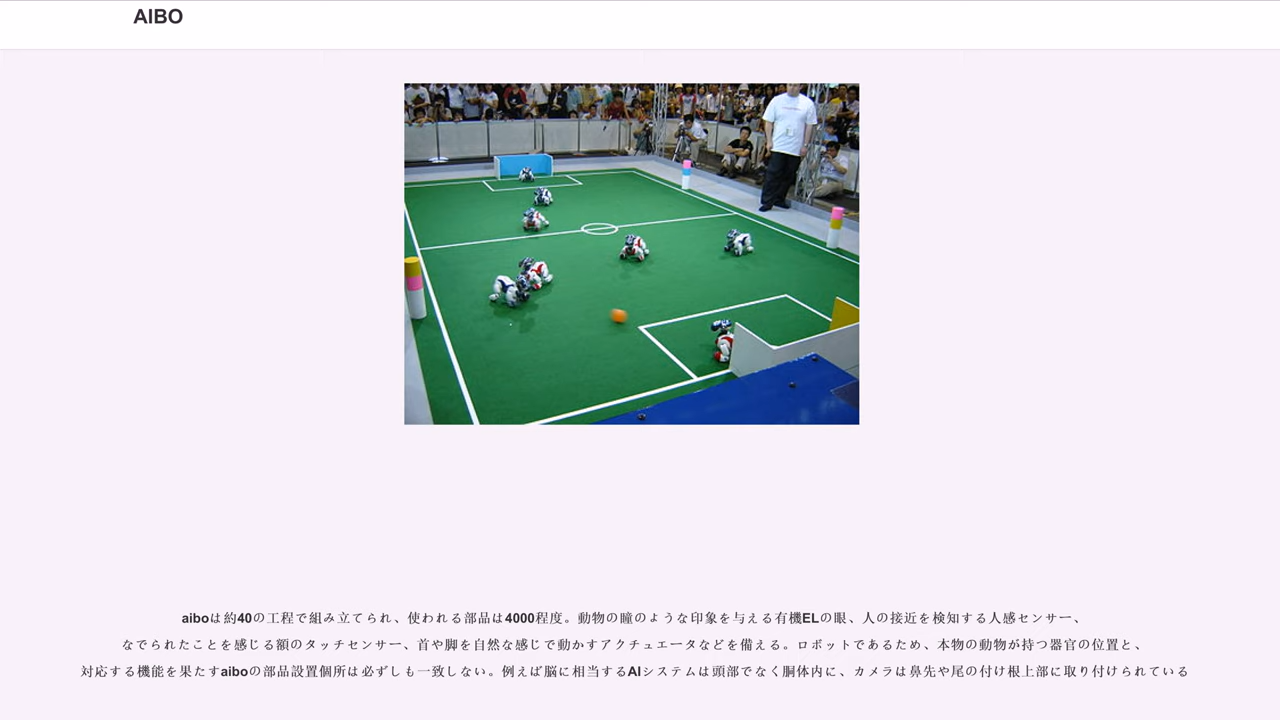 AIBO
aiboは約40の工程で組み立てられ、使われる部品は4000程度。動物の瞳のような印象を与える有機ELの眼、人の接近を検知する人感センサー、
なでられたことを感じる額のタッチセンサー、首や脚を自然な感じで動かすアクチュエータなどを備える。ロボットであるため、本物の動物が持つ器官の位置と、
対応する機能を果たすaiboの部品設置個所は必ずしも一致しない。例えば脳に相当するAIシステムは頭部でなく胴体内に、カメラは鼻先や尾の付け根上部に取り付けられている